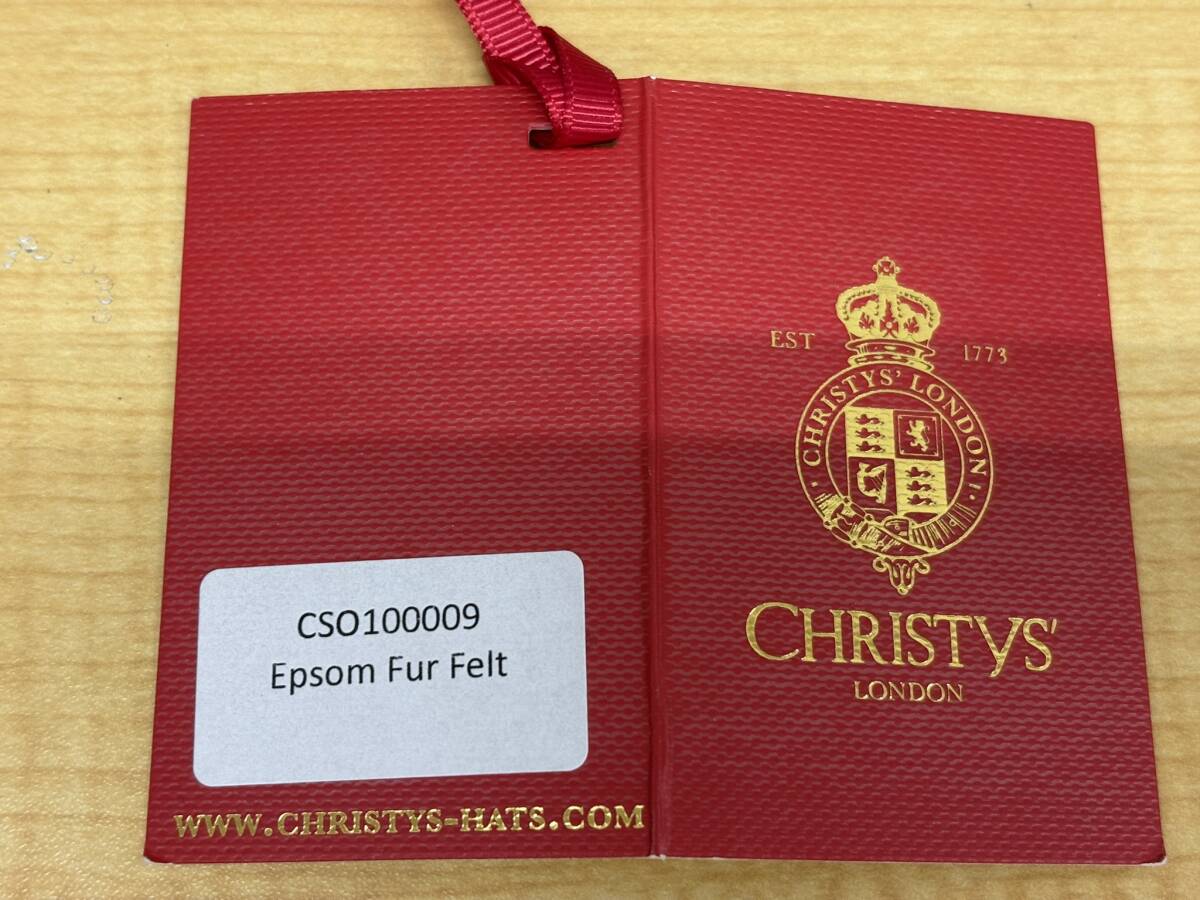 CSO100009
Epsom Fur Felt
WWW.CHRISTYS-HATS.COM
EST 1773
CHRISTYS' LONDON
CHRISTYS'
LONDON